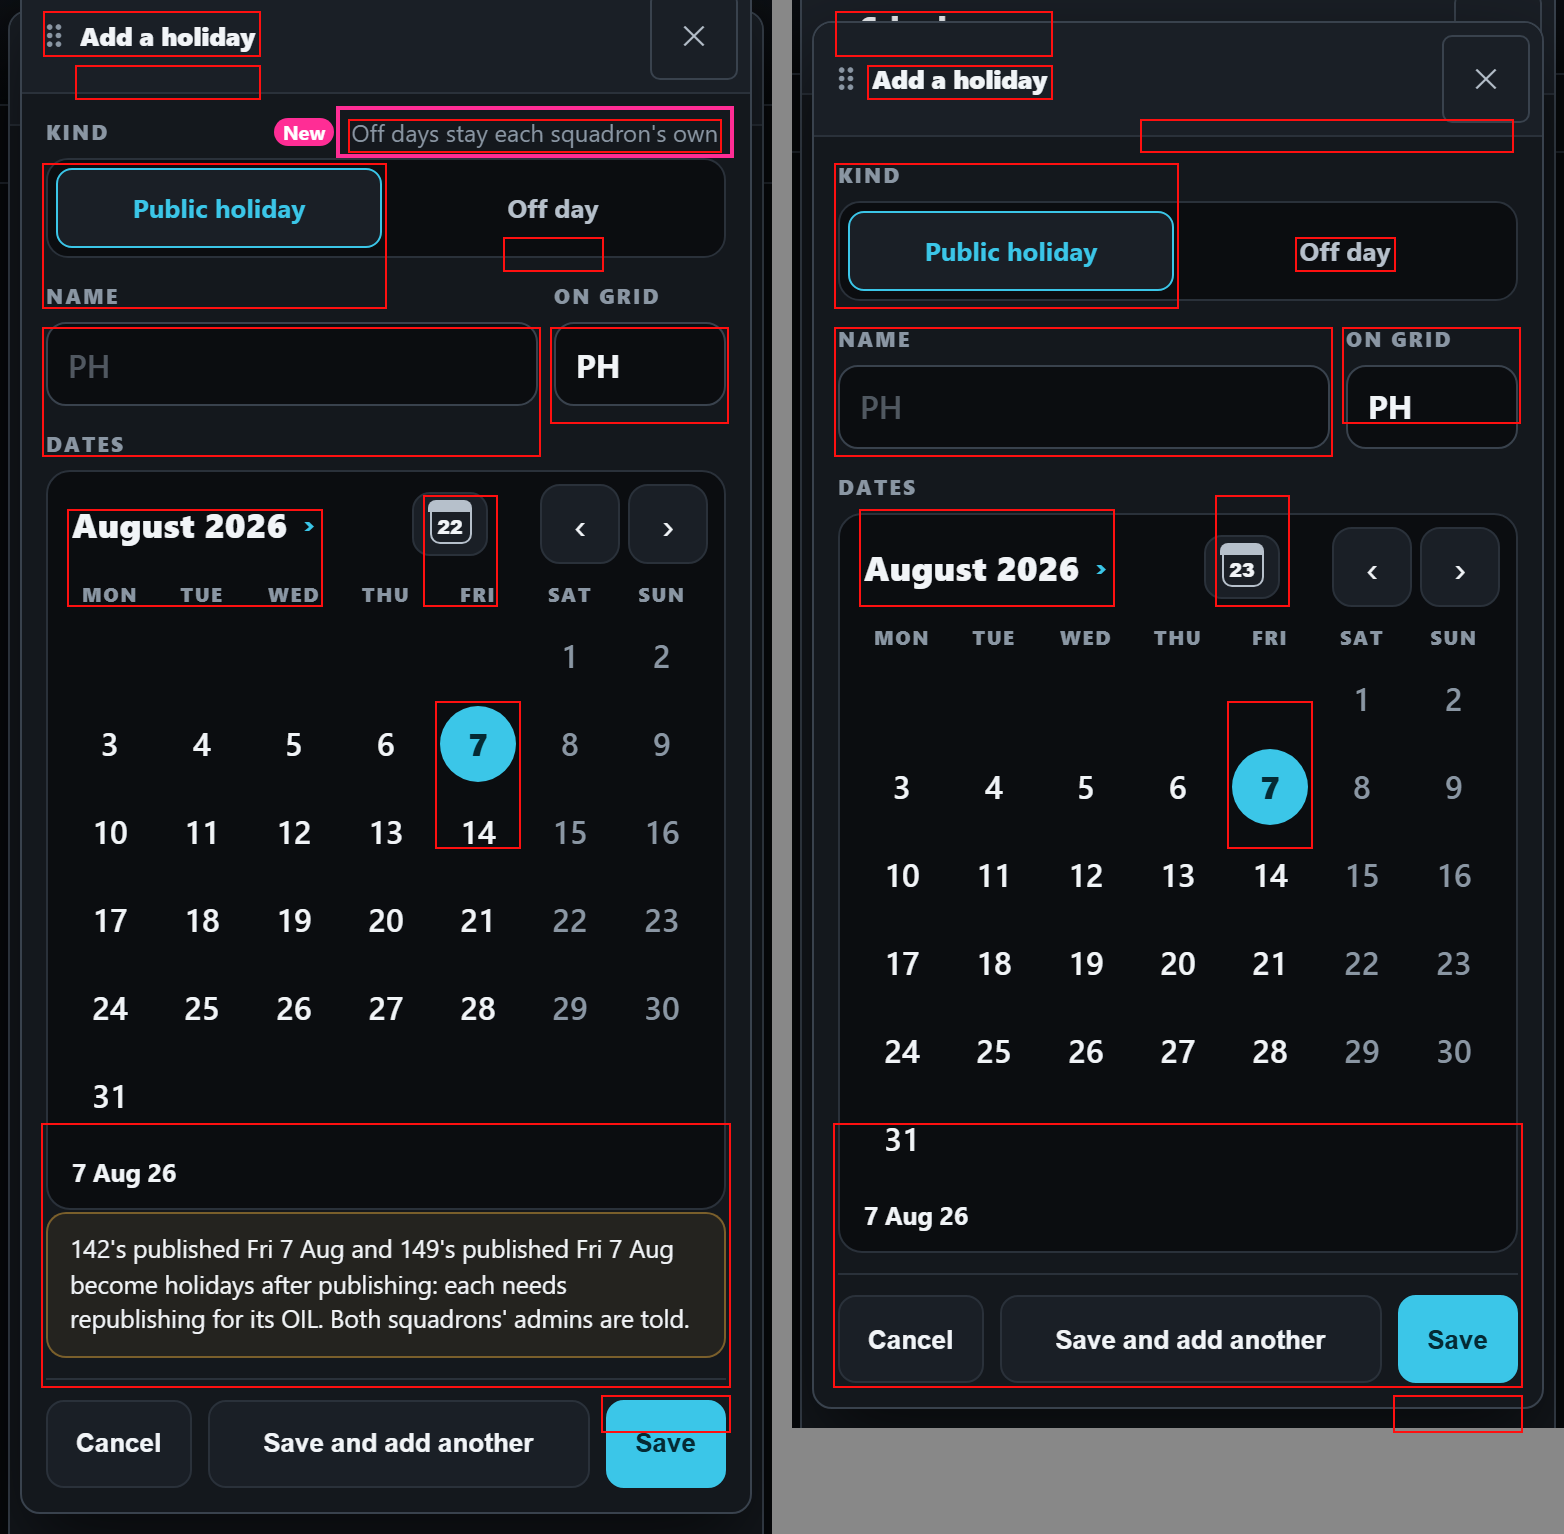 Add a holiday
KIND
New
Off days stay each squadron's own
Public holiday
Off day
NAME
ON GRID
PH
PH
DATES
August 2026 ›
22
‹
›
MON TUE WED THU FRI SAT SUN
1 2
3 4 5 6 7 8 9
10 11 12 13 14 15 16
17 18 19 20 21 22 23
24 25 26 27 28 29 30
31
7 Aug 26
142's published Fri 7 Aug and 149's published Fri 7 Aug
become holidays after publishing: each needs
republishing for its OIL. Both squadrons' admins are told.
Cancel
Save and add another
Save
Add a holiday
KIND
Public holiday
Off day
NAME
ON GRID
PH
PH
DATES
August 2026 ›
23
‹
›
MON TUE WED THU FRI SAT SUN
1 2
3 4 5 6 7 8 9
10 11 12 13 14 15 16
17 18 19 20 21 22 23
24 25 26 27 28 29 30
31
7 Aug 26
Cancel
Save and add another
Save